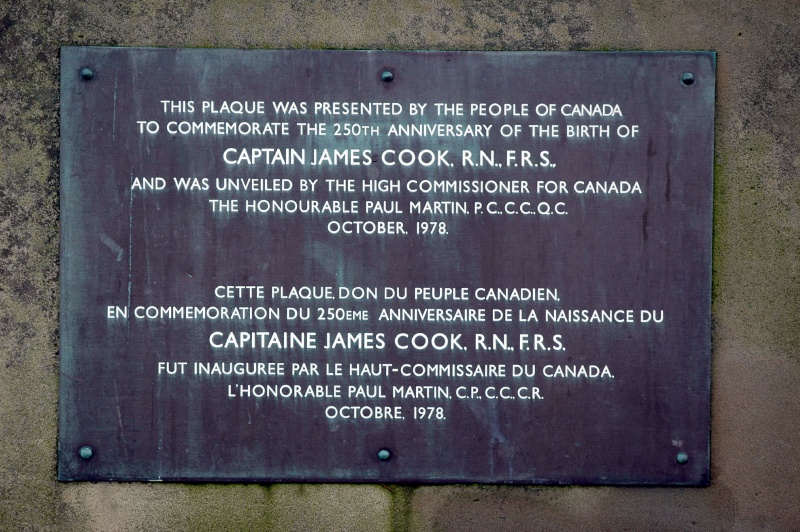 THIS PLAQUE WAS PRESENTED BY THE PEOPLE OF CANADA
TO COMMEMORATE THE 250TH ANNIVERSARY OF THE BIRTH OF
CAPTAIN JAMES COOK, R.N., F.R.S.,
AND WAS UNVEILED BY THE HIGH COMMISSIONER FOR CANADA
THE HONOURABLE PAUL MARTIN, P.C., C.C., Q.C.
OCTOBER, 1978.
CETTE PLAQUE, DON DU PEUPLE CANADIEN,
EN COMMEMORATION DU 250EME ANNIVERSAIRE DE LA NAISSANCE DU
CAPITAINE JAMES COOK, R.N., F.R.S.
FUT INAUGUREE PAR LE HAUT-COMMISSAIRE DU CANADA,
L'HONORABLE PAUL MARTIN, C.P., C.C., C.R.
OCTOBRE, 1978.